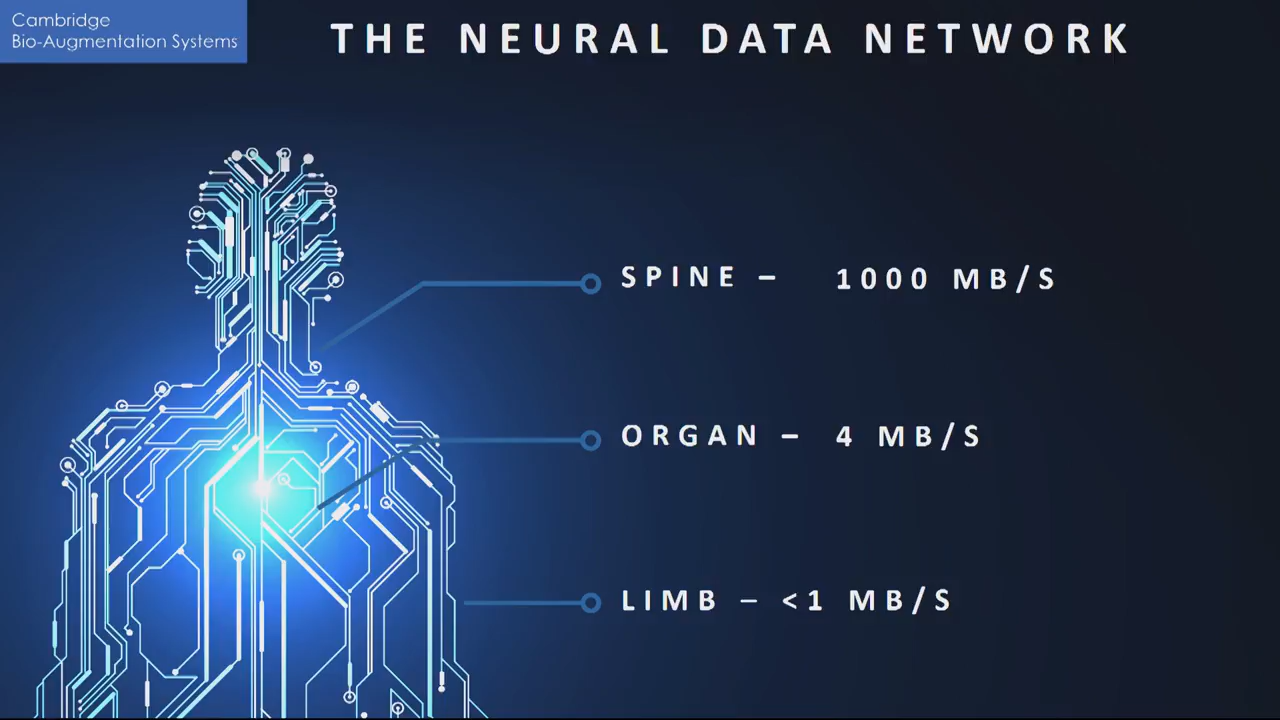 Cambridge
Bio-Augmentation Systems
THE NEURAL DATA NETWORK
SPINE – 1000 MB/S
ORGAN – 4 MB/S
LIMB – <1 MB/S